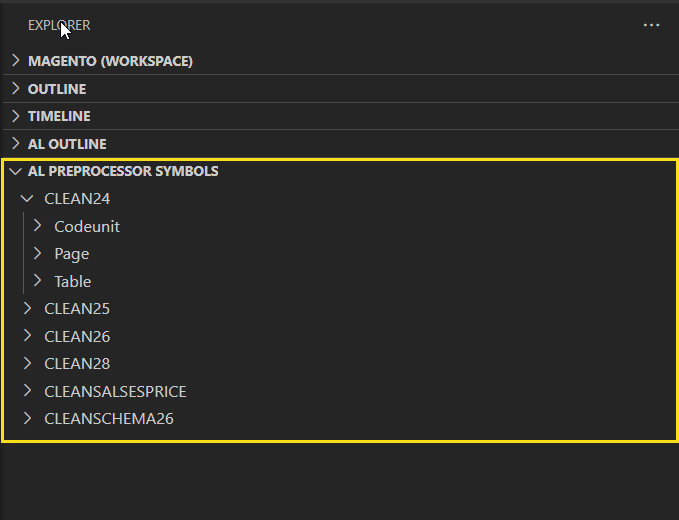 EXPLORER
MAGENTO (WORKSPACE)
OUTLINE
TIMELINE
AL OUTLINE
AL PREPROCESSOR SYMBOLS
CLEAN24
Codeunit
Page
Table
CLEAN25
CLEAN26
CLEAN28
CLEANSALSESPRICE
CLEANSCHEMA26